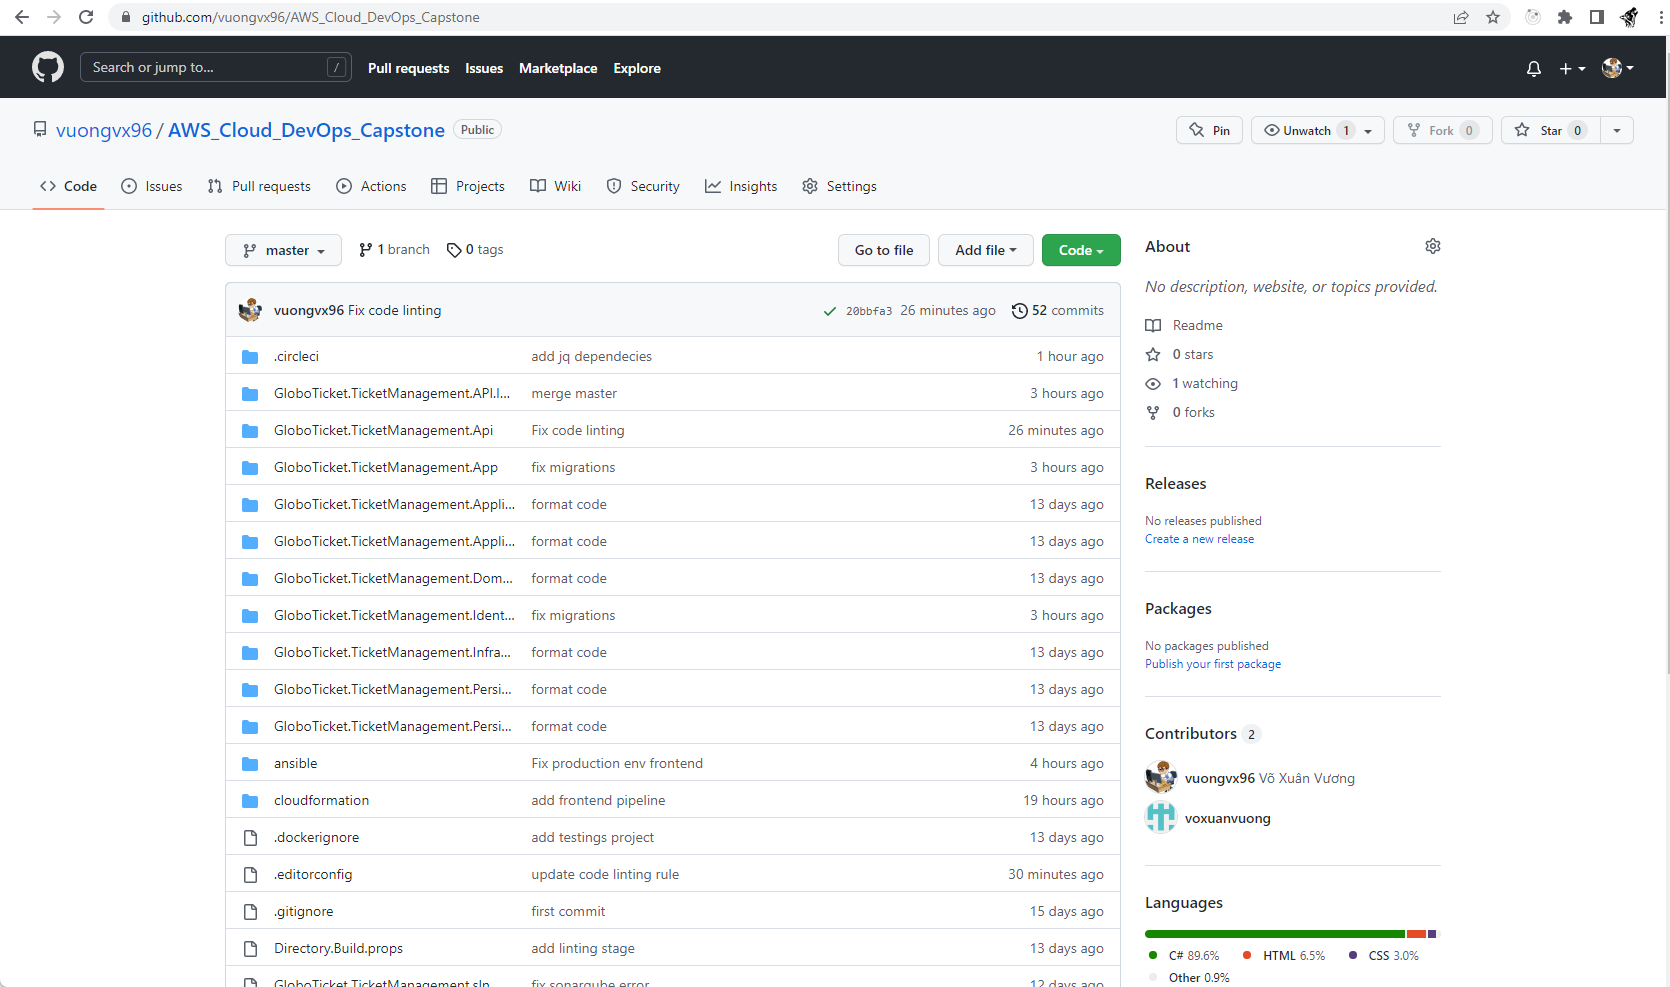 github.com/vuongvx96/AWS_Cloud_DevOps_Capstone
Search or jump to... /
Pull requests Issues Marketplace Explore
vuongvx96 / AWS_Cloud_DevOps_Capstone Public
Pin Unwatch 1 Fork 0 Star 0
Code Issues Pull requests Actions Projects Wiki Security Insights Settings
master 1 branch 0 tags Go to file Add file Code
vuongvx96 Fix code linting 20bbfa3 26 minutes ago 52 commits
.circleci add jq dependecies 1 hour ago
GloboTicket.TicketManagement.API.I... merge master 3 hours ago
GloboTicket.TicketManagement.Api Fix code linting 26 minutes ago
GloboTicket.TicketManagement.App fix migrations 3 hours ago
GloboTicket.TicketManagement.Appli... format code 13 days ago
GloboTicket.TicketManagement.Appli... format code 13 days ago
GloboTicket.TicketManagement.Dom... format code 13 days ago
GloboTicket.TicketManagement.Ident... fix migrations 3 hours ago
GloboTicket.TicketManagement.Infra... format code 13 days ago
GloboTicket.TicketManagement.Persi... format code 13 days ago
GloboTicket.TicketManagement.Persi... format code 13 days ago
ansible Fix production env frontend 4 hours ago
cloudformation add frontend pipeline 19 hours ago
.dockerignore add testings project 13 days ago
.editorconfig update code linting rule 30 minutes ago
.gitignore first commit 15 days ago
Directory.Build.props add linting stage 13 days ago
GloboTicket.TicketManagement.sln fix sonarqube error 12 days ago
About
No description, website, or topics provided.
Readme
0 stars
1 watching
0 forks
Releases
No releases published
Create a new release
Packages
No packages published
Publish your first package
Contributors 2
vuongvx96 Võ Xuân Vương
voxuanvuong
Languages
C# 89.6% HTML 6.5% CSS 3.0%
Other 0.9%